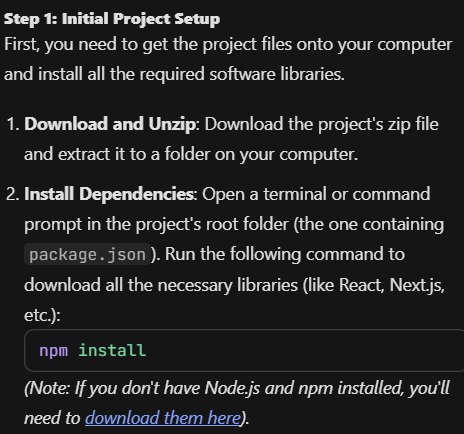 Step 1: Initial Project Setup
First, you need to get the project files onto your computer
and install all the required software libraries.
1. Download and Unzip: Download the project's zip file
and extract it to a folder on your computer.
2. Install Dependencies: Open a terminal or command
prompt in the project's root folder (the one containing
package.json). Run the following command to
download all the necessary libraries (like React, Next.js,
etc.):
npm install
(Note: If you don't have Node.js and npm installed, you'll
need to download them here).